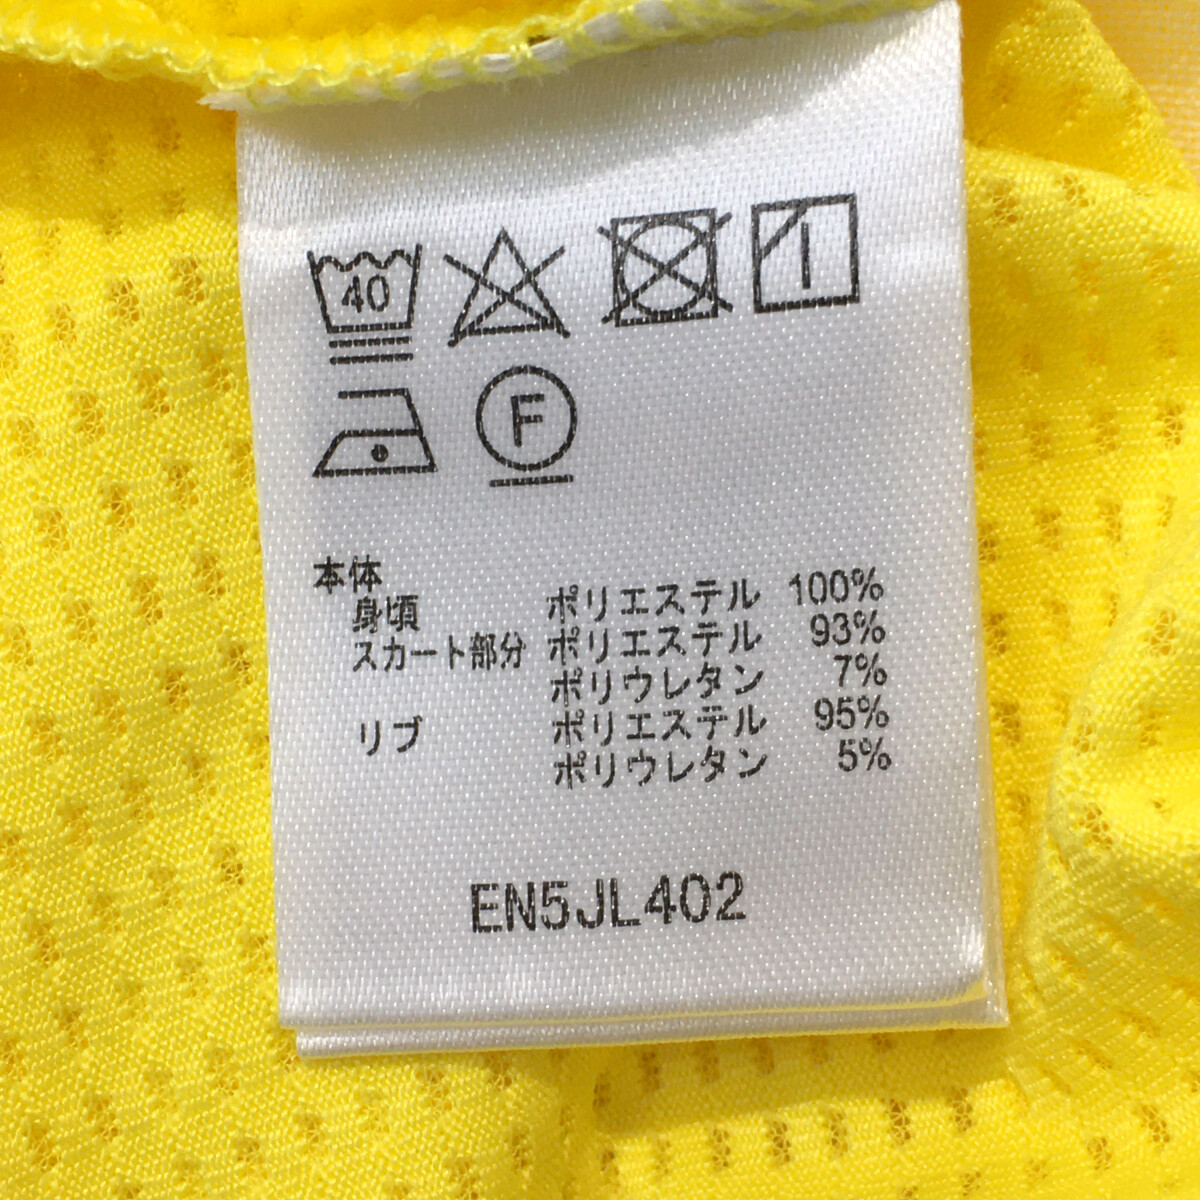 40
F
本体
身頃 ポリエステル 100%
スカート部分 ポリエステル 93%
ポリウレタン 7%
リブ ポリエステル 95%
ポリウレタン 5%
EN5JL402